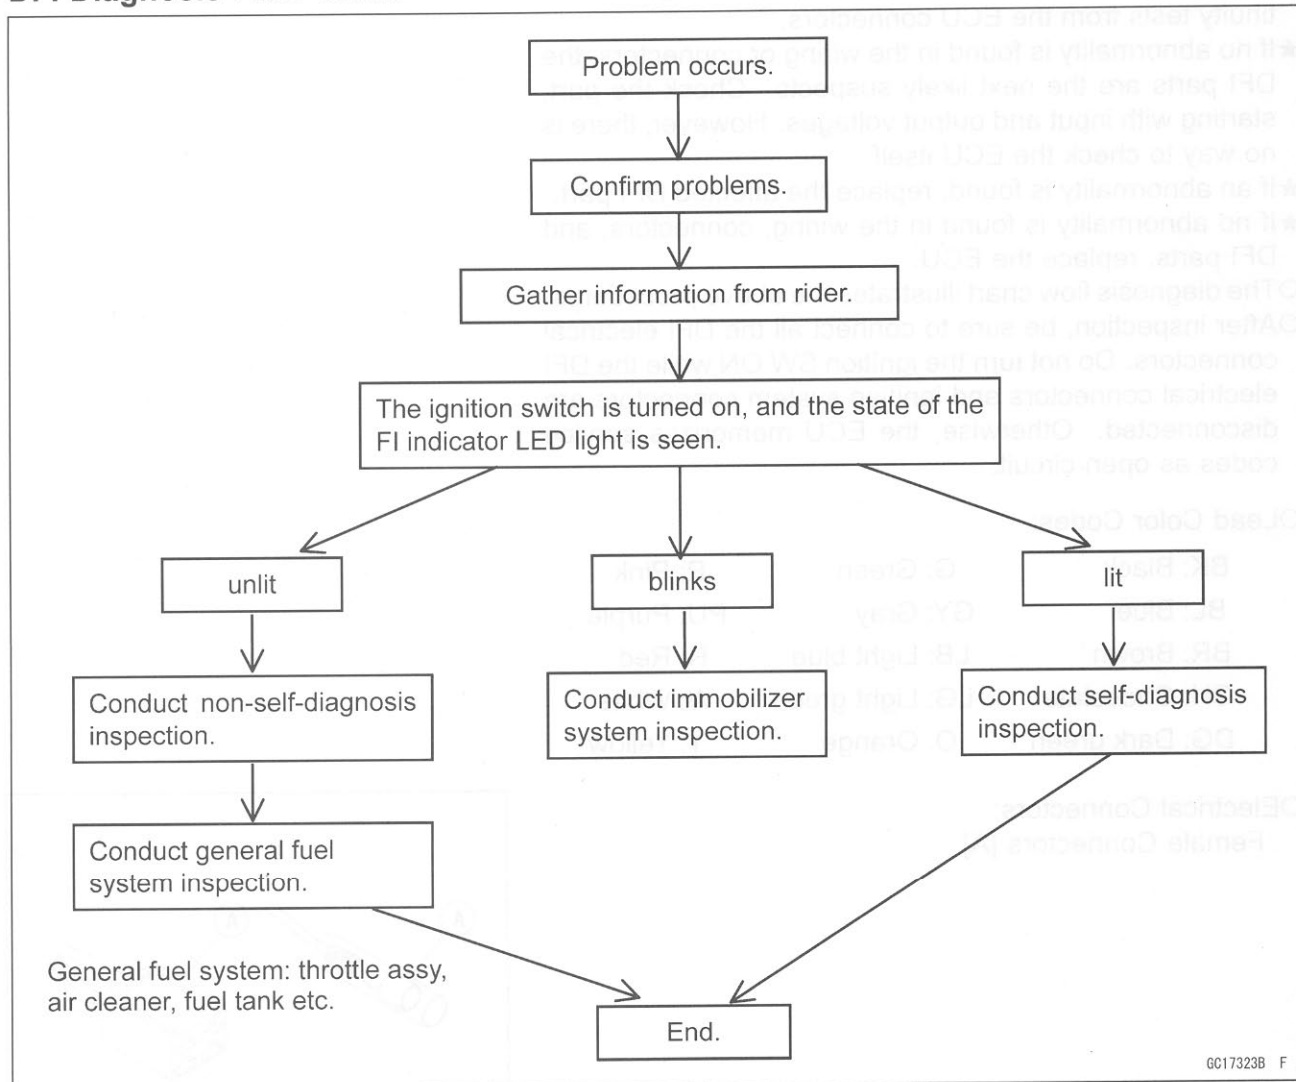 Problem occurs.
Confirm problems.
Gather information from rider.
The ignition switch is turned on, and the state of the
FI indicator LED light is seen.
unlit
blinks
lit
Conduct non-self-diagnosis
inspection.
Conduct immobilizer
system inspection.
Conduct self-diagnosis
inspection.
Conduct general fuel
system inspection.
General fuel system: throttle assy,
air cleaner, fuel tank etc.
End.
GC17323B F